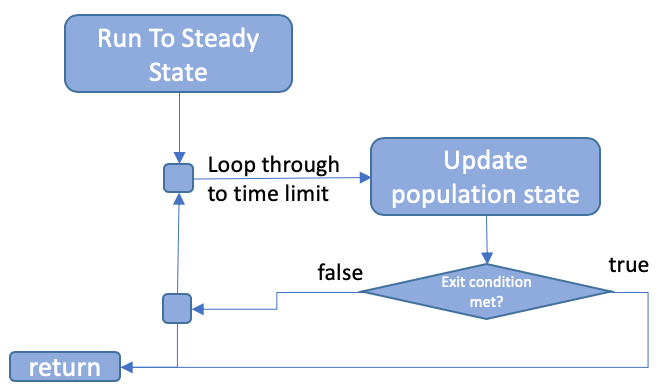 Run To Steady
State
Loop through
to time limit
Update
population state
false
Exit condition
met?
true
return